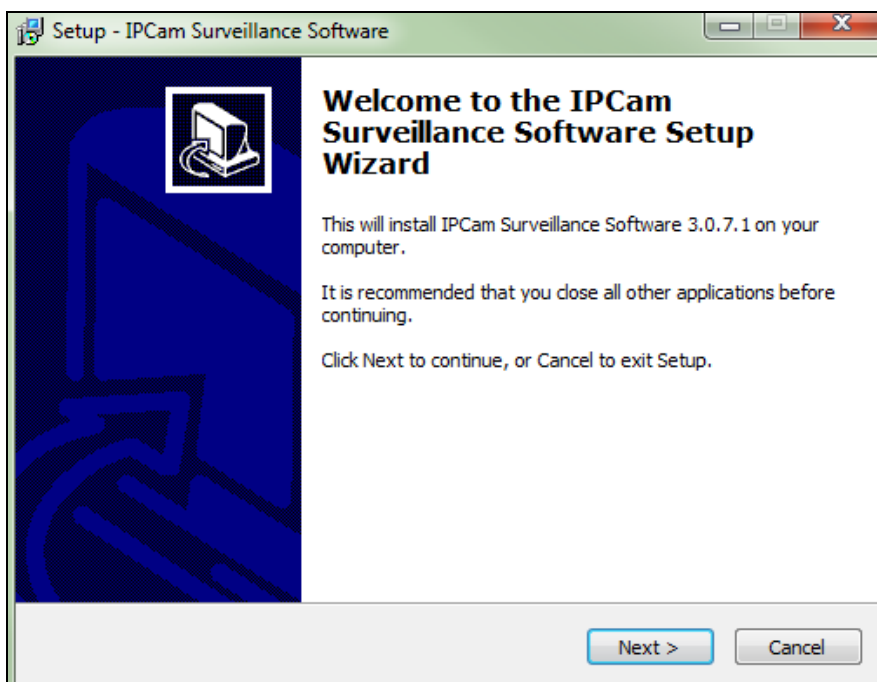 Setup - IPCam Surveillance Software
Welcome to the IPCam
Surveillance Software Setup
Wizard
This will install IPCam Surveillance Software 3.0.7.1 on your
computer.
It is recommended that you close all other applications before
continuing.
Click Next to continue, or Cancel to exit Setup.
Next >
Cancel